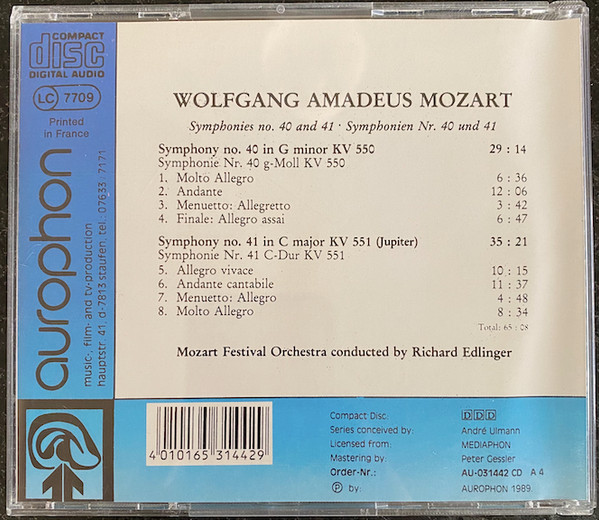 COMPACT
disc
DIGITAL AUDIO
LC 7709
Printed
in France
aurophon
music-, film- and tv-production
hauptstr. 41, d-7813 staufen, tel.: 07633 / 7171
WOLFGANG AMADEUS MOZART
Symphonies no. 40 and 41 · Symphonien Nr. 40 und 41
Symphony no. 40 in G minor KV 550 29 : 14
Symphonie Nr. 40 g-Moll KV 550
1. Molto Allegro 6 : 36
2. Andante 12 : 06
3. Menuetto: Allegretto 3 : 42
4. Finale: Allegro assai 6 : 47
Symphony no. 41 in C major KV 551 (Jupiter) 35 : 21
Symphonie Nr. 41 C-Dur KV 551
5. Allegro vivace 10 : 15
6. Andante cantabile 11 : 37
7. Menuetto: Allegro 4 : 48
8. Molto Allegro 8 : 34
Total: 65 : 08
Mozart Festival Orchestra conducted by Richard Edlinger
4 010165 314429
Compact Disc: DDD
Series conceived by: André Ulmann
Licensed from: MEDIAPHON
Mastering by: Peter Gessler
Order-Nr.: AU-031442 CD A 4
℗ by: AUROPHON 1989